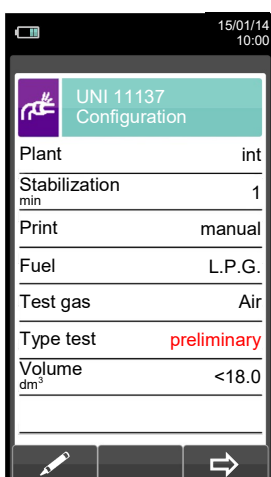 15/01/14
10:00
UNI 11137
Configuration
Plant int
Stabilization
min 1
Print manual
Fuel L.P.G.
Test gas Air
Type test preliminary
Volume
dm³ <18.0